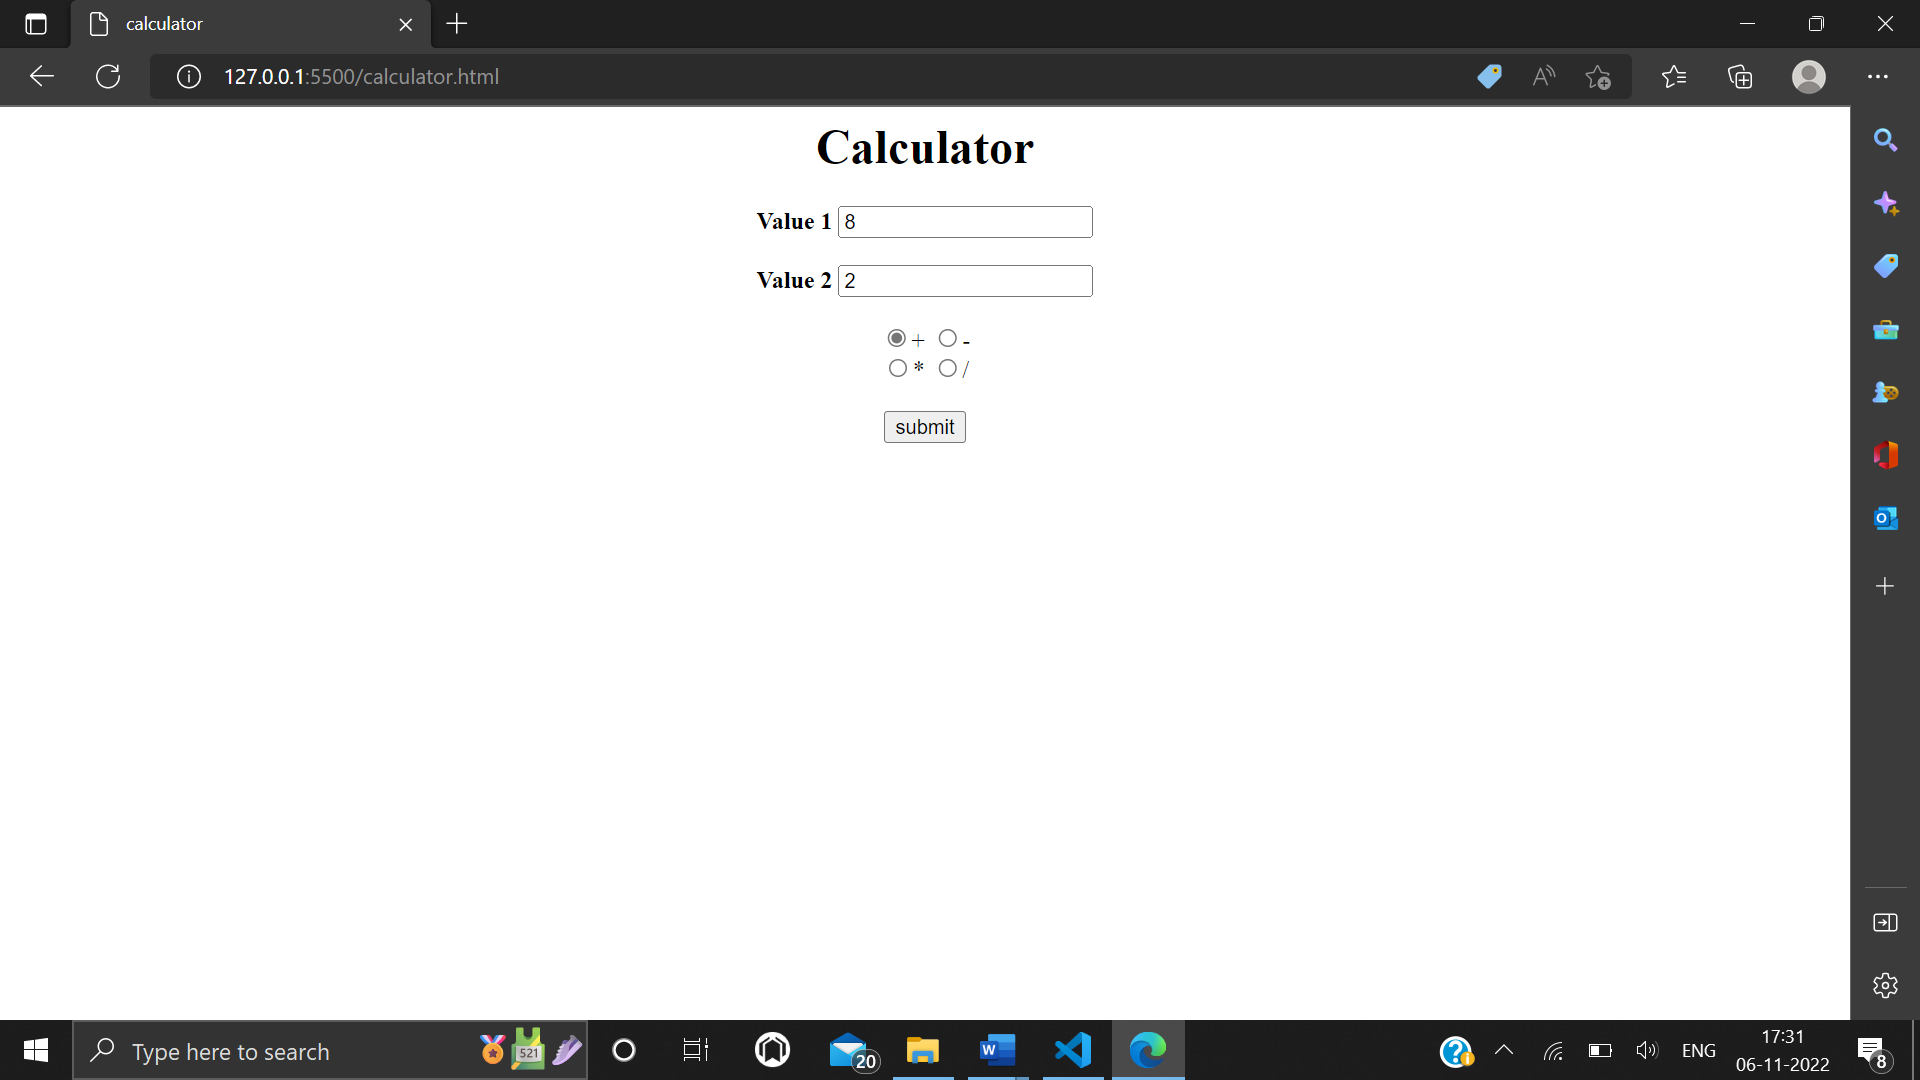 calculator
127.0.0.1:5500/calculator.html
Calculator
Value 1 8
Value 2 2
+ -
* /
submit
Type here to search
521
20
W
ENG
17:31
06-11-2022
8